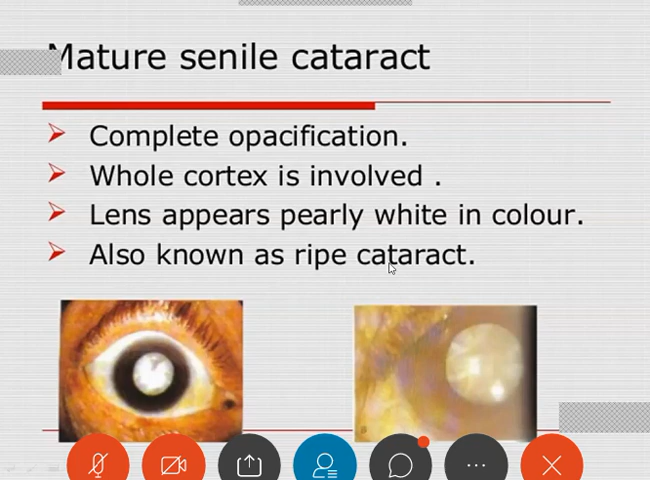 Mature senile cataract
Complete opacification.
Whole cortex is involved .
Lens appears pearly white in colour.
Also known as ripe cataract.